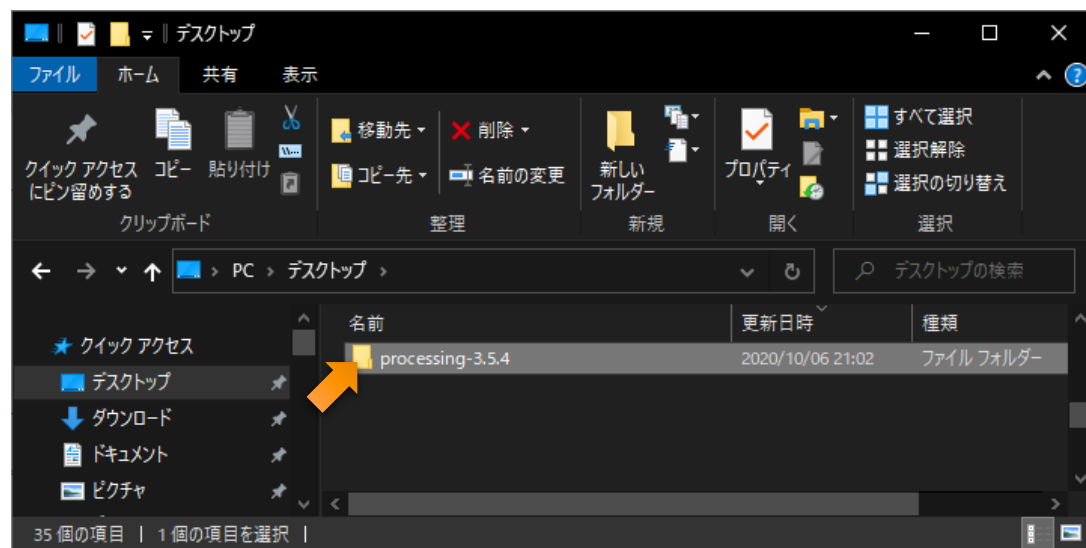 デスクトップ
ファイル ホーム 共有 表示
クイック アクセス
にピン留めする
コピー
貼り付け
クリップボード
移動先
コピー先
削除
名前の変更
整理
新しい
フォルダー
新規
プロパティ
開く
すべて選択
選択解除
選択の切り替え
選択
PC › デスクトップ ›
デスクトップの検索
クイック アクセス
デスクトップ
ダウンロード
ドキュメント
ピクチャ
名前 更新日時 種類
processing-3.5.4 2020/10/06 21:02 ファイル フォルダー
35 個の項目 | 1 個の項目を選択 |